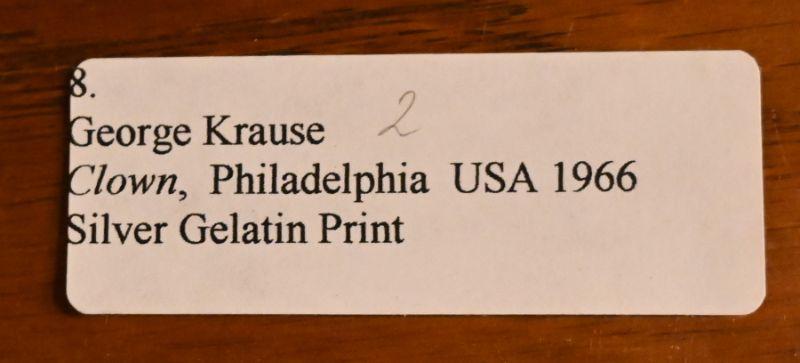 8.
George Krause 2
Clown, Philadelphia USA 1966
Silver Gelatin Print